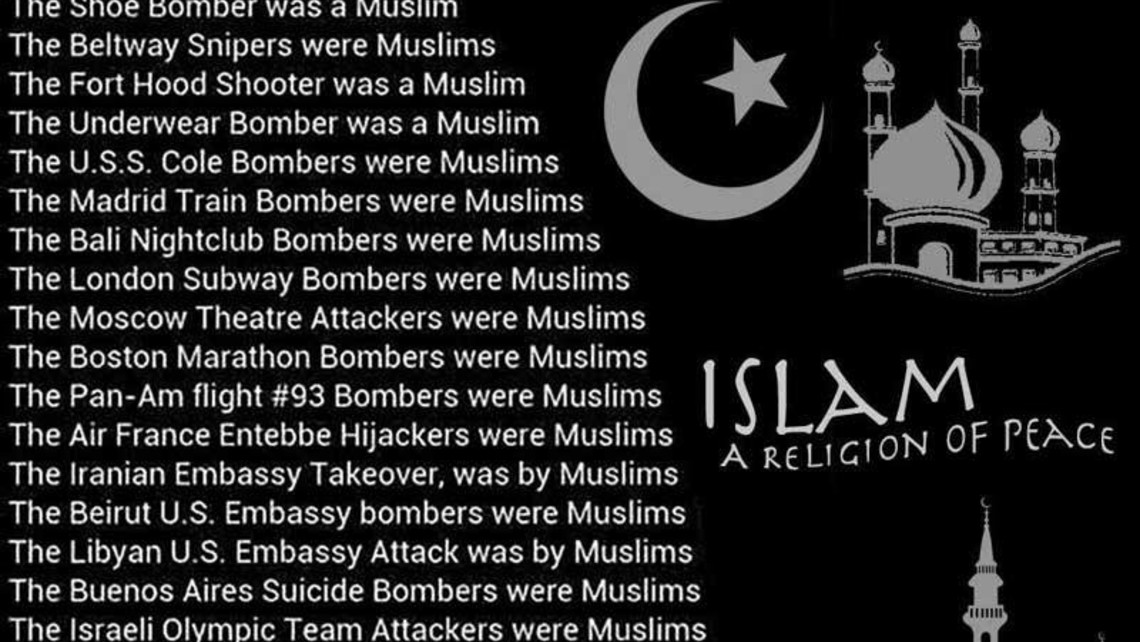 The Shoe Bomber was a Muslim
The Beltway Snipers were Muslims
The Fort Hood Shooter was a Muslim
The Underwear Bomber was a Muslim
The U.S.S. Cole Bombers were Muslims
The Madrid Train Bombers were Muslims
The Bali Nightclub Bombers were Muslims
The London Subway Bombers were Muslims
The Moscow Theatre Attackers were Muslims
The Boston Marathon Bombers were Muslims
The Pan-Am flight #93 Bombers were Muslims
The Air France Entebbe Hijackers were Muslims
The Iranian Embassy Takeover, was by Muslims
The Beirut U.S. Embassy bombers were Muslims
The Libyan U.S. Embassy Attack was by Muslims
The Buenos Aires Suicide Bombers were Muslims
The Israeli Olympic Team Attackers were Muslims
ISLAM
A RELIGION OF PEACE